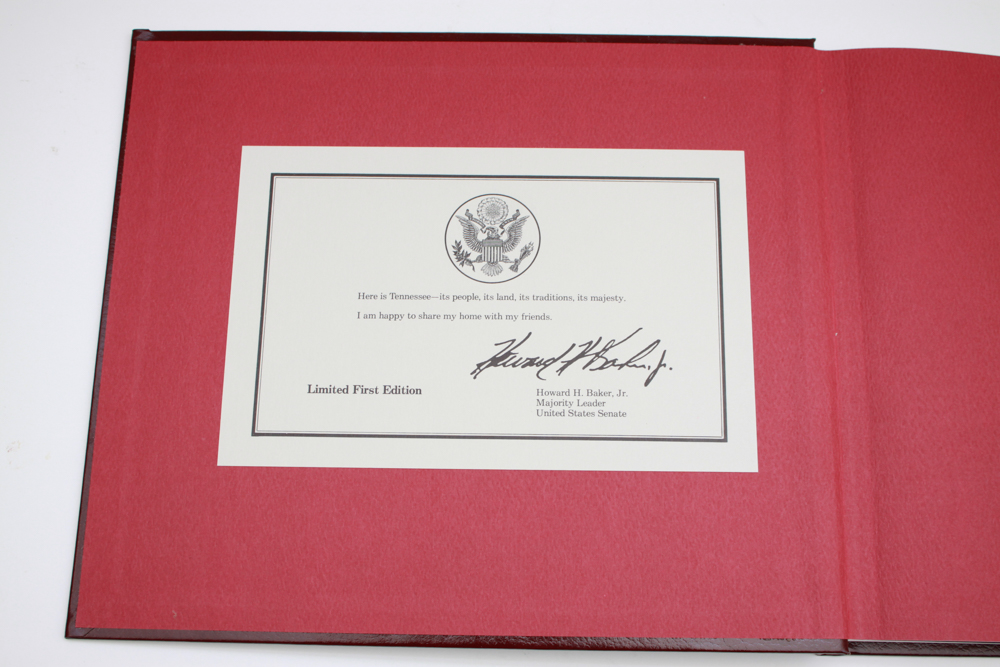 Here is Tennessee—its people, its land, its traditions, its majesty.
I am happy to share my home with my friends.
Howard H Baker, Jr.
Limited First Edition
Howard H. Baker, Jr.
Majority Leader
United States Senate